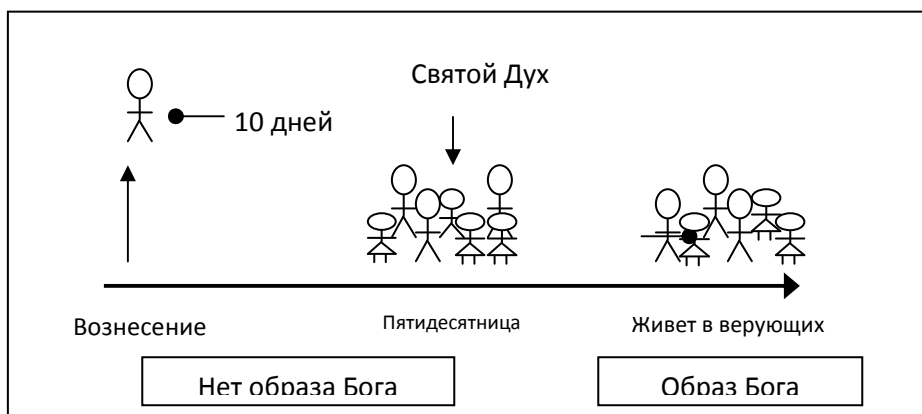 Святой Дух
10 дней
Вознесение
Пятидесятница
Живет в верующих
Нет образа Бога
Образ Бога